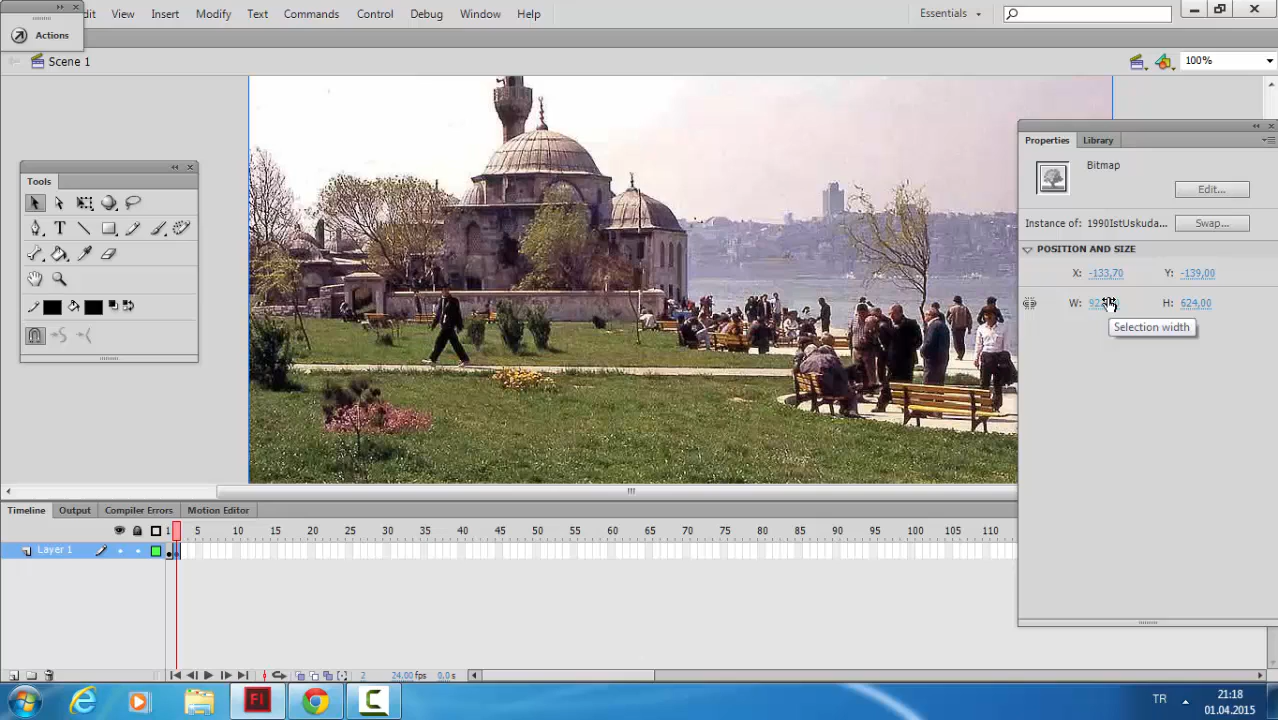 Actions
View Insert Modify Text Commands Control Debug Window Help
Essentials
Scene 1
100%
Tools
Properties Library
Bitmap
Edit...
Instance of: 1990IstUskuda... Swap...
POSITION AND SIZE
X: -133,70 Y: -139,00
W: H: 624,00
Selection width
Timeline Output Compiler Errors Motion Editor
1 5 10 15 20 25 30 35 40 45 50 55 60 65 70 75 80 85 90 95 100 105 110
Layer 1
2 24,00 fps 0,0 s
Fl
TR
21:18
01.04.2015